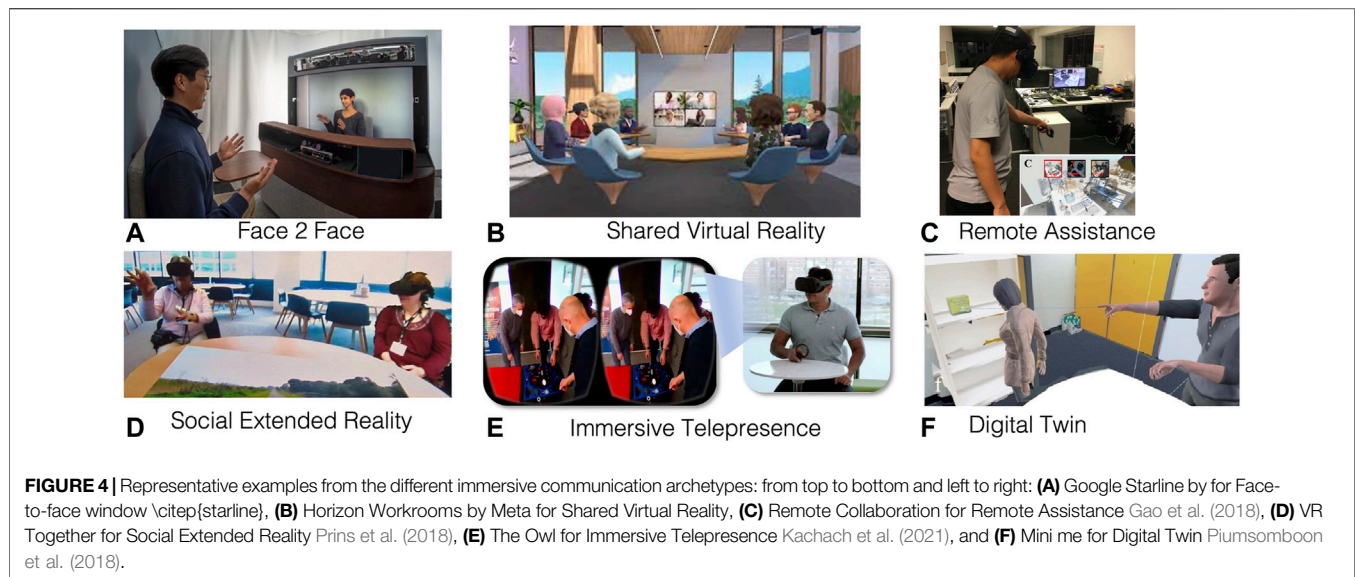 A Face 2 Face
B Shared Virtual Reality
C
C Remote Assistance
D Social Extended Reality
E Immersive Telepresence
F Digital Twin
FIGURE 4 | Representative examples from the different immersive communication archetypes: from top to bottom and left to right: (A) Google Starline by for Face-
to-face window \citep{starline}, (B) Horizon Workrooms by Meta for Shared Virtual Reality, (C) Remote Collaboration for Remote Assistance Gao et al. (2018), (D) VR
Together for Social Extended Reality Prins et al. (2018), (E) The Owl for Immersive Telepresence Kachach et al. (2021), and (F) Mini me for Digital Twin Piumsomboon
et al. (2018).